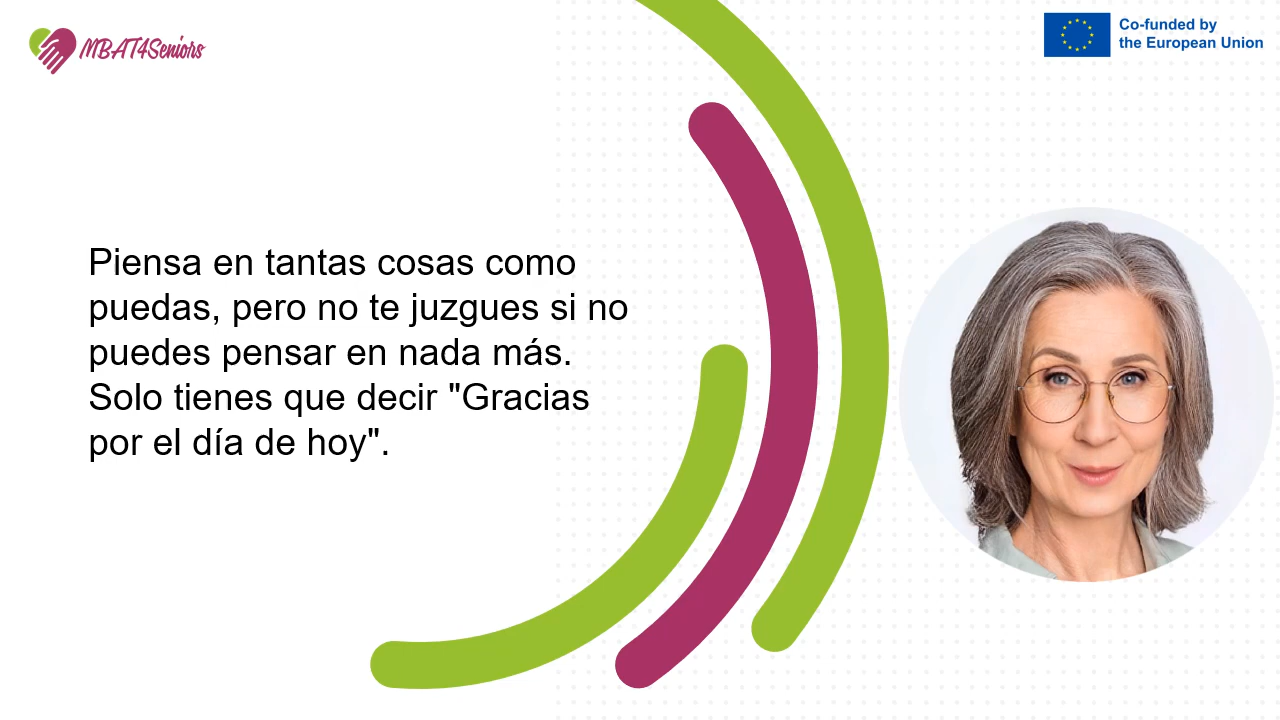 MBAT4Seniors
Co-funded by
the European Union
Piensa en tantas cosas como
puedas, pero no te juzgues si no
puedes pensar en nada más.
Solo tienes que decir "Gracias
por el día de hoy".